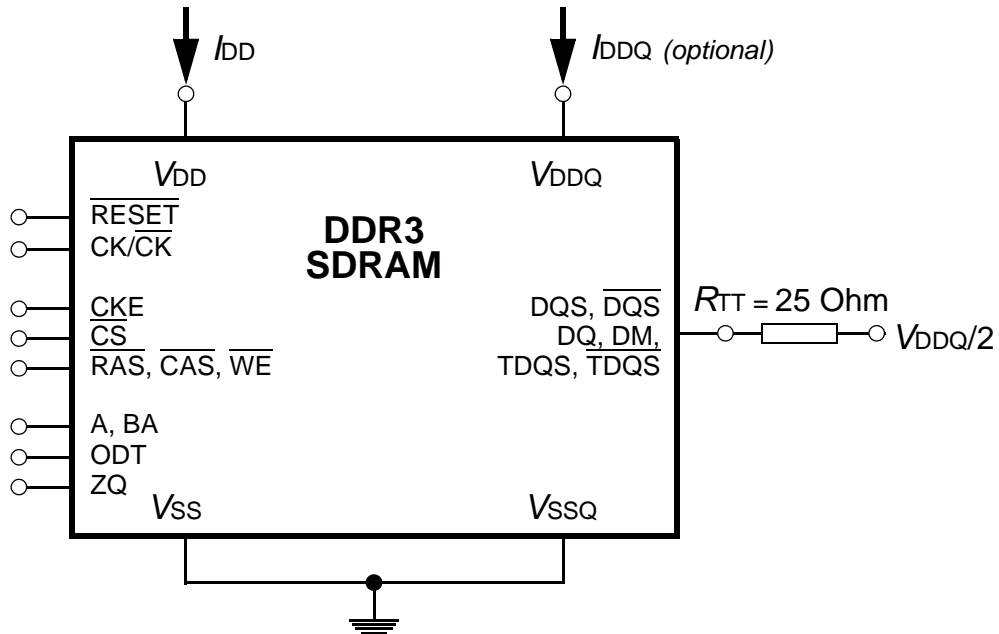 IDD
IDDQ (optional)
VDD
VDDQ
RESET
CK/CK
DDR3
SDRAM
CKE
CS
RAS, CAS, WE
DQS, DQS
DQ, DM,
TDQS, TDQS
RTT = 25 Ohm
VDDQ/2
A, BA
ODT
ZQ
VSS
VSSQ